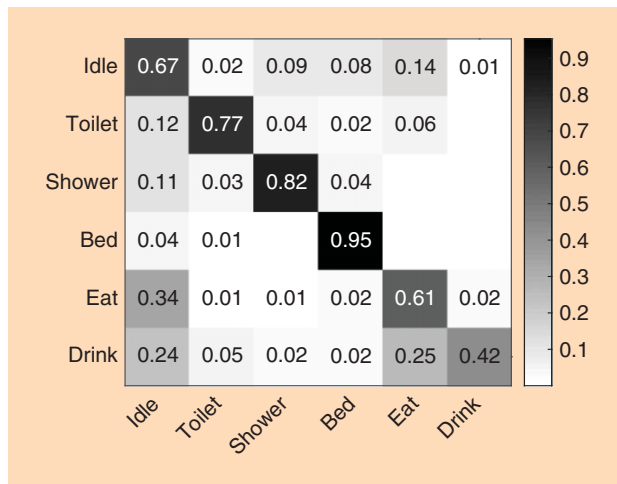 Idle 0.67 0.02 0.09 0.08 0.14 0.01
Toilet 0.12 0.77 0.04 0.02 0.06
Shower 0.11 0.03 0.82 0.04
Bed 0.04 0.01 0.95
Eat 0.34 0.01 0.01 0.02 0.61 0.02
Drink 0.24 0.05 0.02 0.02 0.25 0.42
Idle Toilet Shower Bed Eat Drink
0.9
0.8
0.7
0.6
0.5
0.4
0.3
0.2
0.1